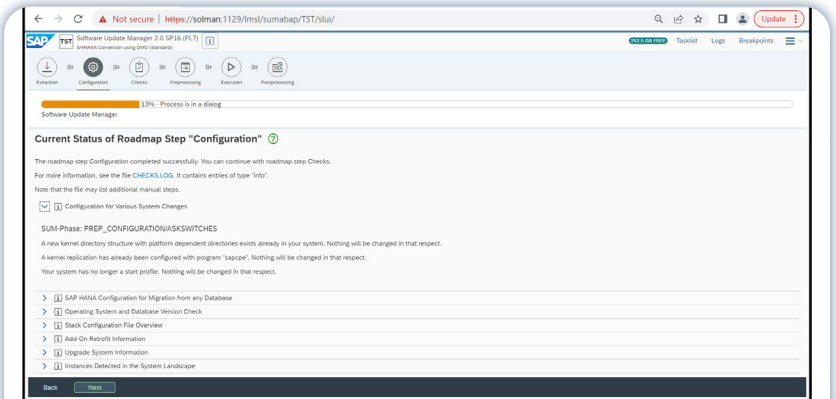 Not secure | https://solman:1129/lmsl/sumabap/TST/slui/
Update
SAP TST Software Update Manager 2.0 SP16 (PL7)
S/4HANA Conversion using DMO (Standard)
252.5 GB FREE Tasklist Logs Breakpoints
Extraction Configuration Checks Preprocessing Execution Postprocessing
13% - Process is in a dialog
Software Update Manager
Current Status of Roadmap Step "Configuration"
The roadmap step Configuration completed successfully. You can continue with roadmap step Checks.
For more information, see the file CHECKS.LOG. It contains entries of type "info".
Note that the file may list additional manual steps.
Configuration for Various System Changes
SUM-Phase: PREP_CONFIGURATION/ASKSWITCHES
A new kernel directory structure with platform dependent directories exists already in your system. Nothing will be changed in that respect.
A kernel replication has already been configured with program "sapcpe". Nothing will be changed in that respect.
Your system has no longer a start profile. Nothing will be changed in that respect.
SAP HANA Configuration for Migration from any Database
Operating System and Database Version Check
Stack Configuration File Overview
Add-On Retrofit Information
Upgrade System Information
Instances Detected in the System Landscape
Back Next